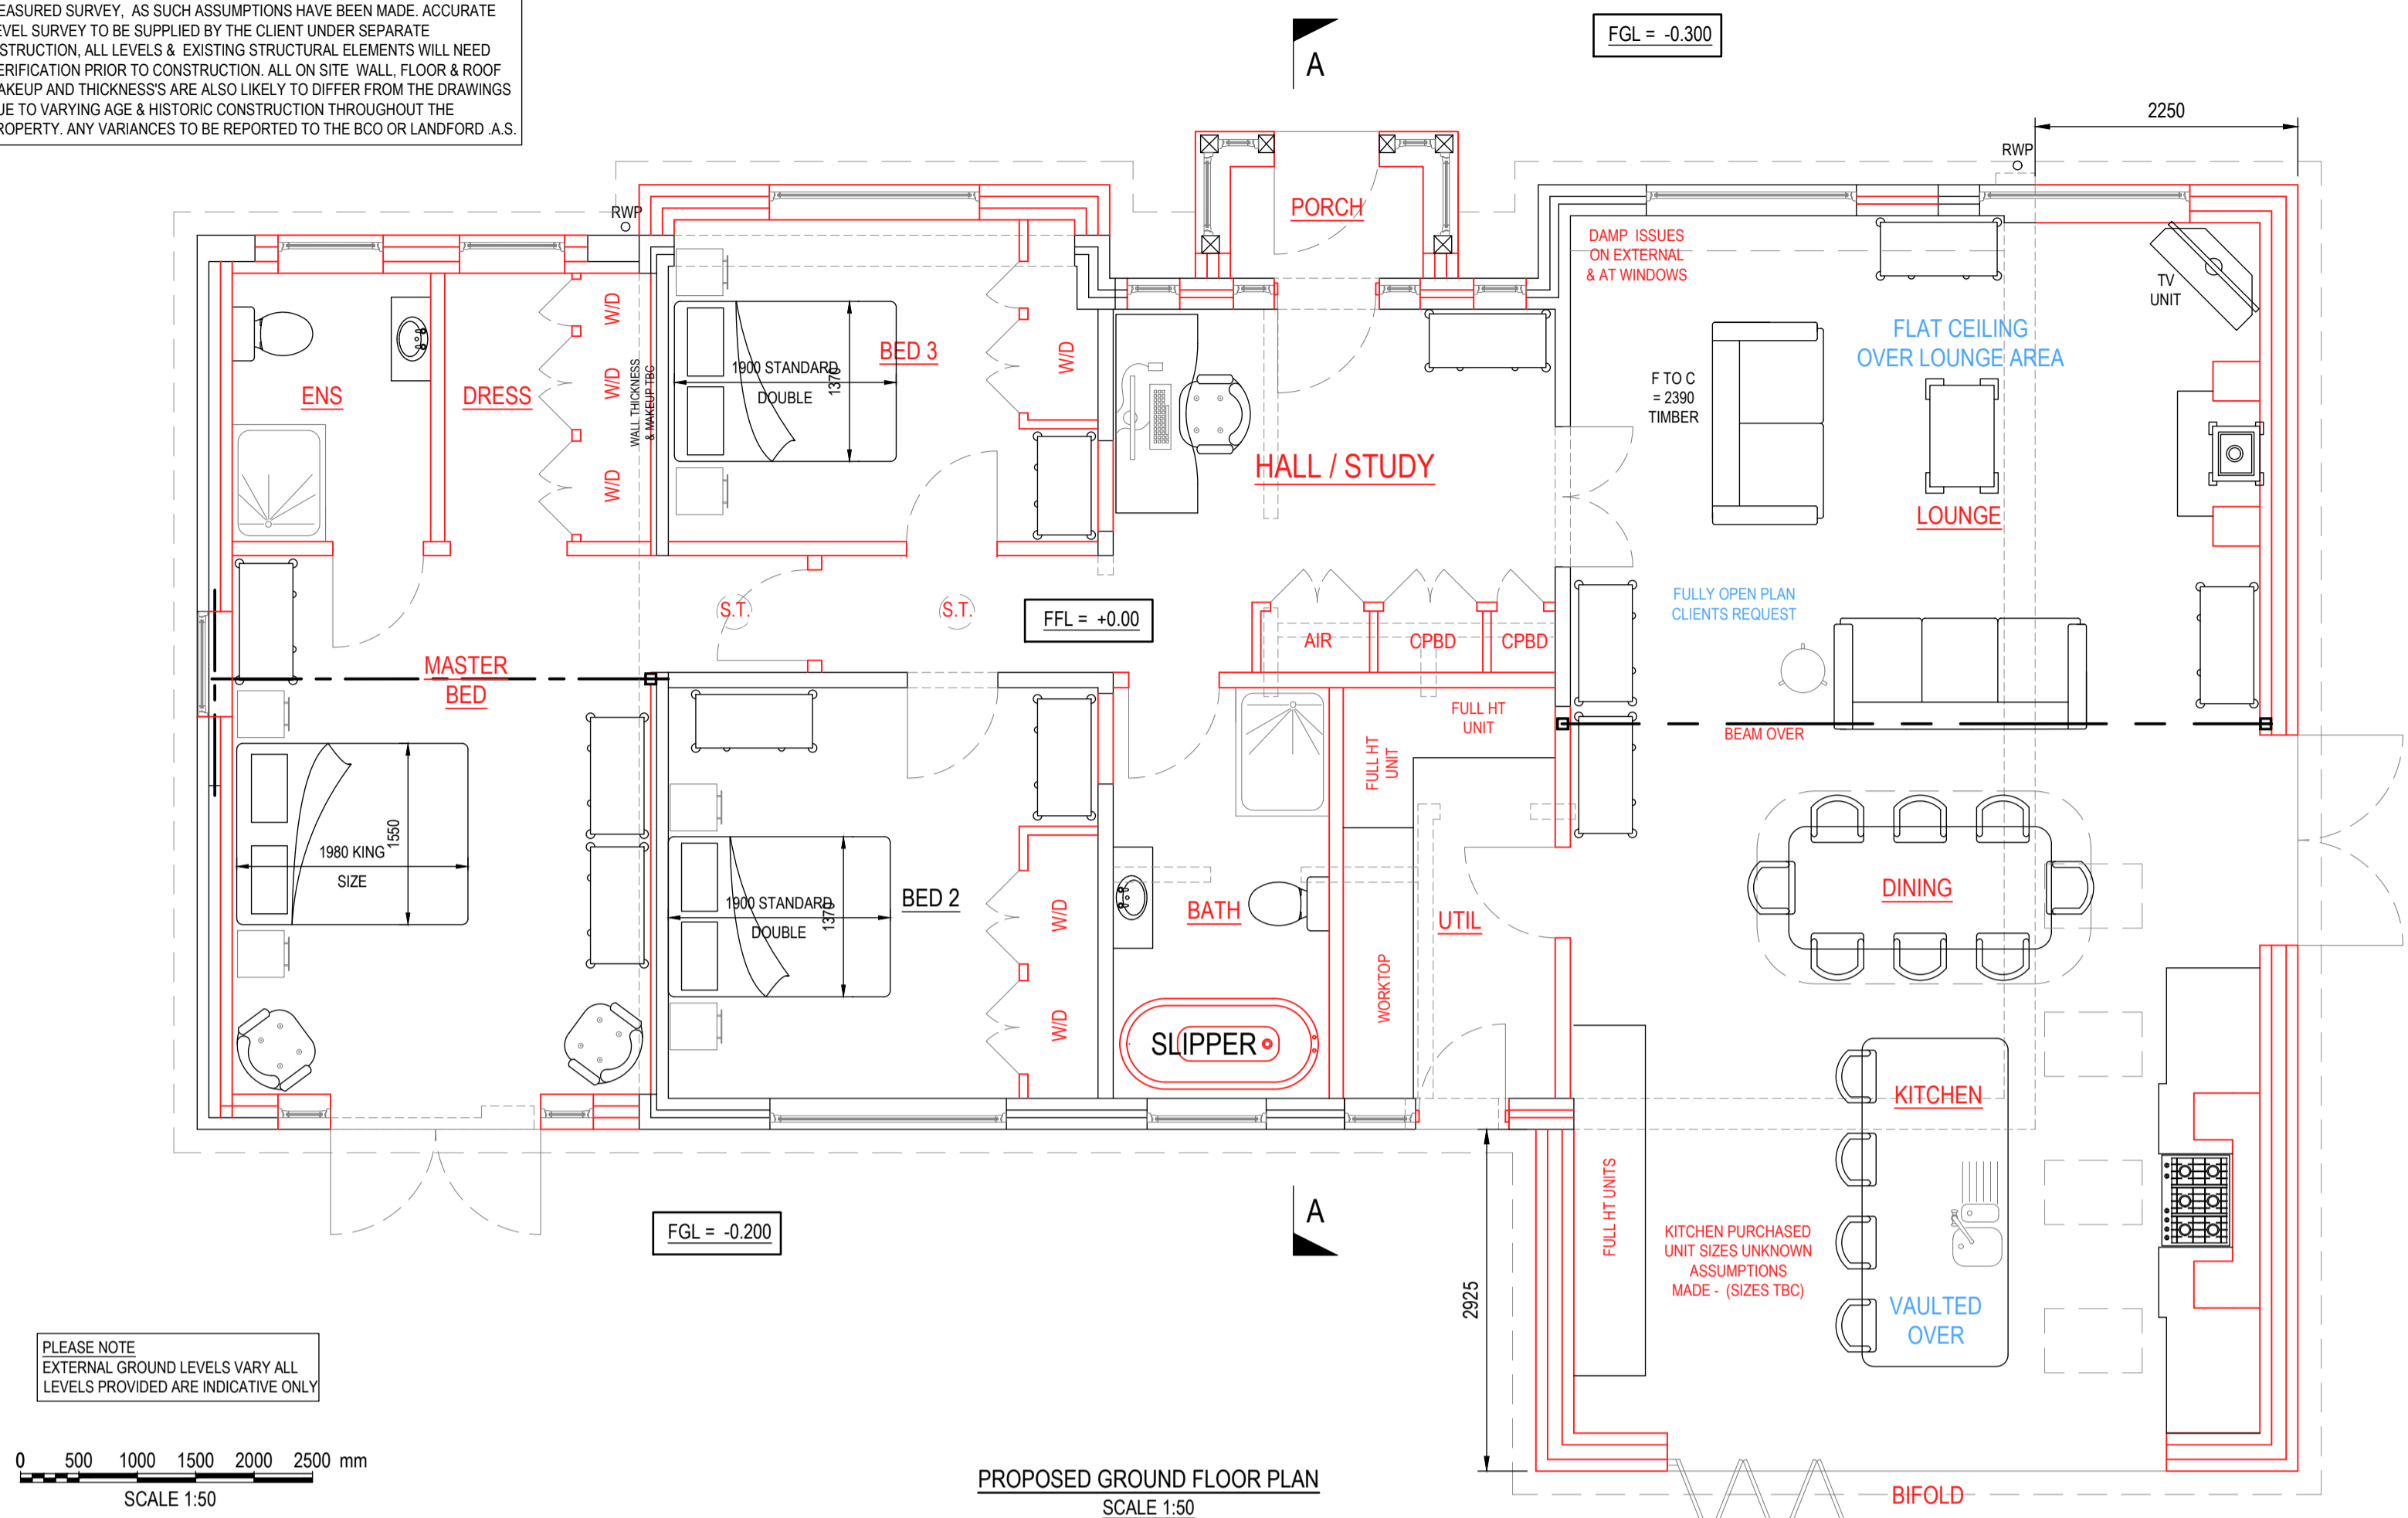 EASURED SURVEY, AS SUCH ASSUMPTIONS HAVE BEEN MADE. ACCURATE
EVEL SURVEY TO BE SUPPLIED BY THE CLIENT UNDER SEPARATE
STRUCTION, ALL LEVELS & EXISTING STRUCTURAL ELEMENTS WILL NEED
ERIFICATION PRIOR TO CONSTRUCTION. ALL ON SITE WALL, FLOOR & ROOF
AKEUP AND THICKNESS'S ARE ALSO LIKELY TO DIFFER FROM THE DRAWINGS
UE TO VARYING AGE & HISTORIC CONSTRUCTION THROUGHOUT THE
ROPERTY. ANY VARIANCES TO BE REPORTED TO THE BCO OR LANDFORD .A.S.
A
FGL = -0.300
2250
RWP
RWP
PORCH
DAMP ISSUES
ON EXTERNAL
& AT WINDOWS
TV
UNIT
FLAT CEILING
OVER LOUNGE AREA
F TO C
= 2390
TIMBER
ENS
DRESS
W/D
W/D
W/D
WALL THICKNESS
& MAKEUP TBC
1900 STANDARD
DOUBLE
1370
BED 3
W/D
HALL / STUDY
LOUNGE
S.T.
S.T.
FFL = +0.00
AIR
CPBD
CPBD
FULLY OPEN PLAN
CLIENTS REQUEST
MASTER
BED
FULL HT
UNIT
FULL HT
UNIT
BEAM OVER
1980 KING
SIZE
1550
1900 STANDARD
DOUBLE
1370
BED 2
W/D
W/D
BATH
UTIL
WORKTOP
DINING
SLIPPER
KITCHEN
FULL HT UNITS
KITCHEN PURCHASED
UNIT SIZES UNKNOWN
ASSUMPTIONS
MADE - (SIZES TBC)
VAULTED
OVER
A
FGL = -0.200
2925
PLEASE NOTE
EXTERNAL GROUND LEVELS VARY ALL
LEVELS PROVIDED ARE INDICATIVE ONLY
0 500 1000 1500 2000 2500 mm
SCALE 1:50
PROPOSED GROUND FLOOR PLAN
SCALE 1:50
BIFOLD